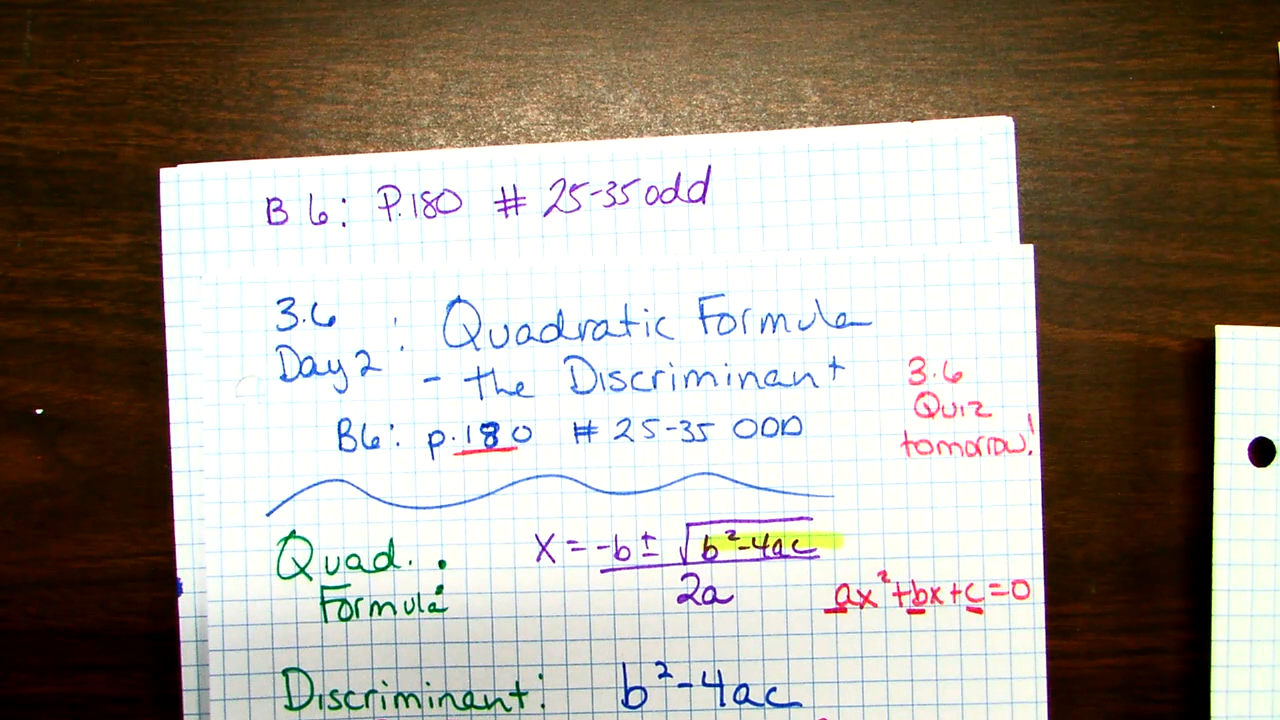 B 6: P.180 # 25-35 odd
3.6 Day 2 : Quadratic Formula
- the Discriminant
B6: p.180 # 25-35 ODD
3.6
Quiz
tomorrow!
Quad. Formula : x = -b ± √(b²-4ac) / 2a
ax²+bx+c=0
Discriminant: b²-4ac